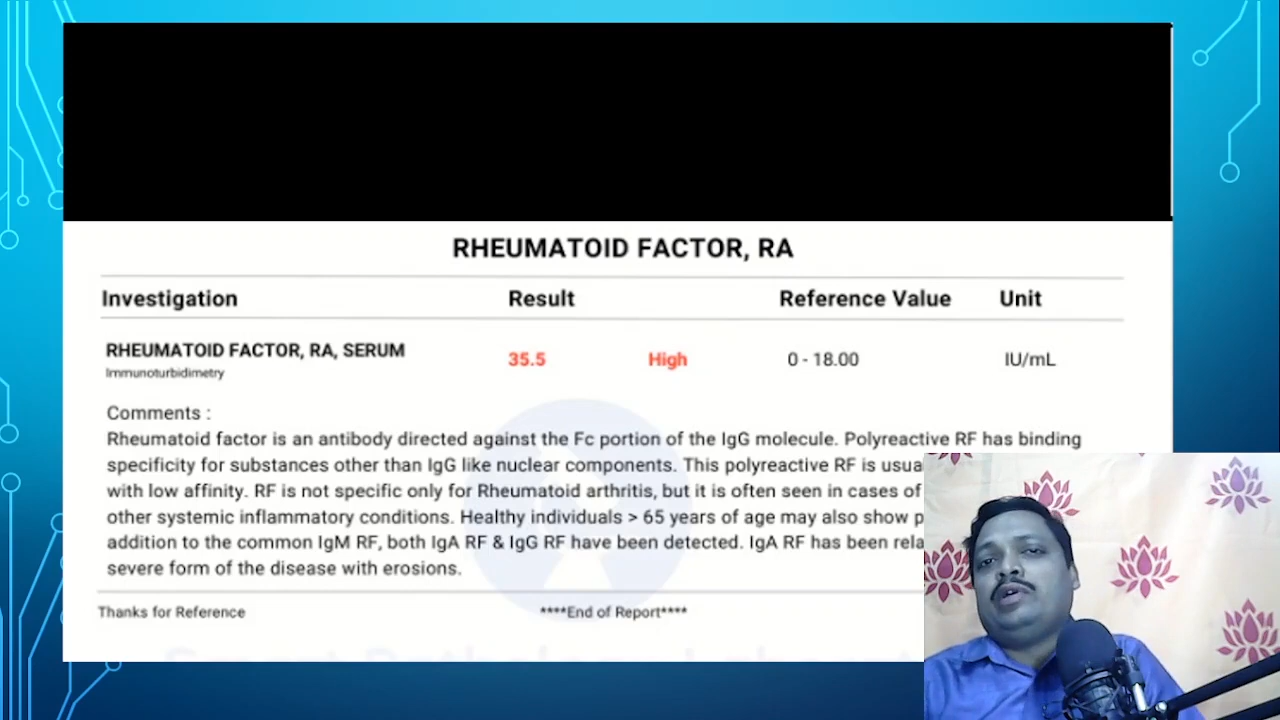 RHEUMATOID FACTOR, RA
Investigation Result Reference Value Unit
RHEUMATOID FACTOR, RA, SERUM 35.5 High 0 - 18.00 IU/mL
Immunoturbidimetry
Comments :
Rheumatoid factor is an antibody directed against the Fc portion of the IgG molecule. Polyreactive RF has binding
specificity for substances other than IgG like nuclear components. This polyreactive RF is usua
with low affinity. RF is not specific only for Rheumatoid arthritis, but it is often seen in cases of
other systemic inflammatory conditions. Healthy individuals > 65 years of age may also show p
addition to the common IgM RF, both IgA RF & IgG RF have been detected. IgA RF has been rela
severe form of the disease with erosions.
Thanks for Reference ****End of Report****